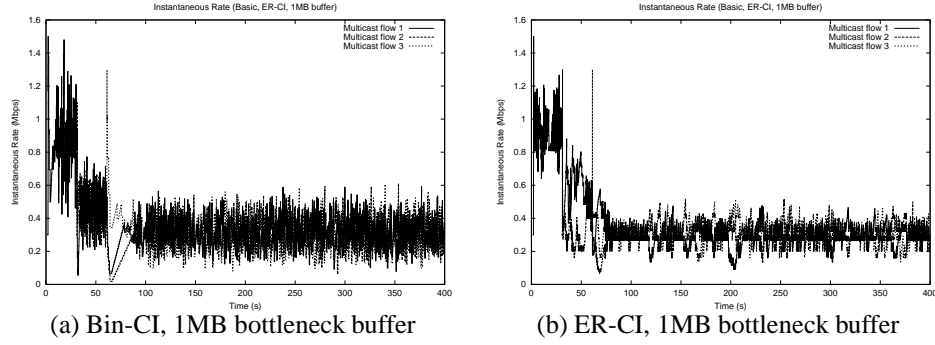 Instantaneous Rate (Basic, ER-CI, 1MB buffer)
1.6
1.4
1.2
1
0.8
0.6
0.4
0.2
0
Instantaneous Rate (Mbps)
Multicast flow 1
Multicast flow 2
Multicast flow 3
0 50 100 150 200 250 300 350 400
Time (s)
(a) Bin-CI, 1MB bottleneck buffer
Instantaneous Rate (Basic, ER-CI, 1MB buffer)
1.6
1.4
1.2
1
0.8
0.6
0.4
0.2
0
Instantaneous Rate (Mbps)
Multicast flow 1
Multicast flow 2
Multicast flow 3
0 50 100 150 200 250 300 350 400
Time (s)
(b) ER-CI, 1MB bottleneck buffer